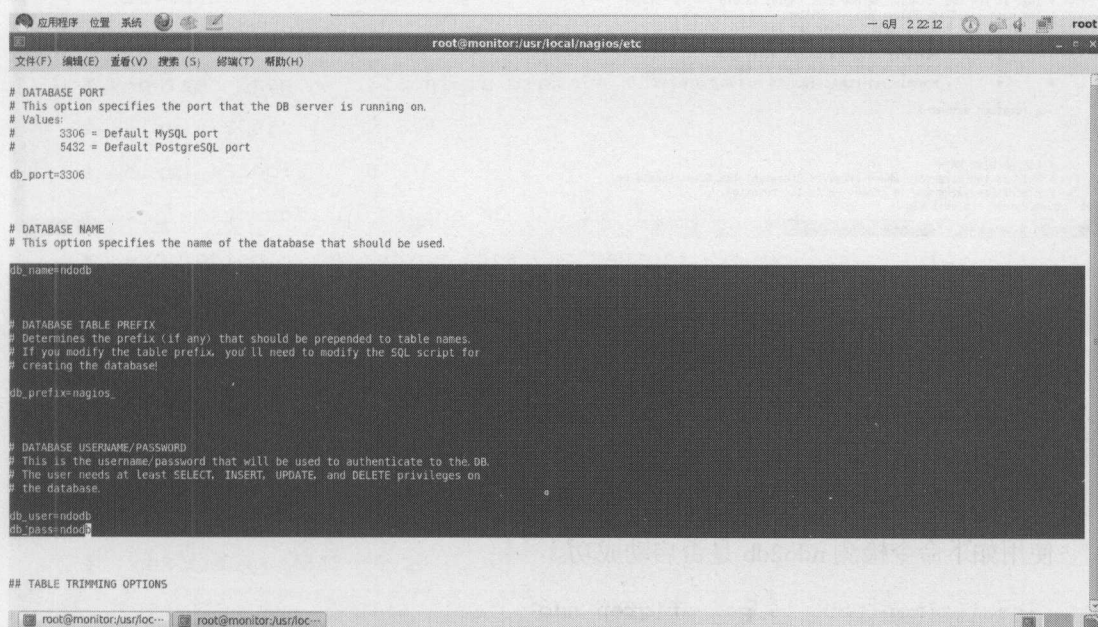 应用程序 位置 系统
一 6月 2 22:12 root
root@monitor:/usr/local/nagios/etc
文件(F) 编辑(E) 查看(V) 搜索 (S) 终端(T) 帮助(H)
# DATABASE PORT
# This option specifies the port that the DB server is running on.
# Values:
# 3306 = Default MySQL port
# 5432 = Default PostgreSQL port
db_port=3306
# DATABASE NAME
# This option specifies the name of the database that should be used.
db_name=ndodb
# DATABASE TABLE PREFIX
# Determines the prefix (if any) that should be prepended to table names.
# If you modify the table prefix, you'll need to modify the SQL script for
# creating the database!
db_prefix=nagios_
# DATABASE USERNAME/PASSWORD
# This is the username/password that will be used to authenticate to the DB.
# The user needs at least SELECT, INSERT, UPDATE, and DELETE privileges on
# the database.
db_user=ndodb
db_pass=ndodb
## TABLE TRIMMING OPTIONS
root@monitor:/usr/loc…
root@monitor:/usr/loc…